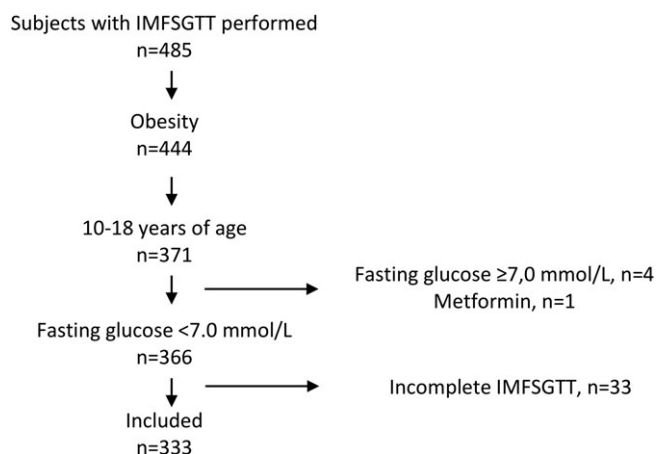 Subjects with IMFSGTT performed
n=485
Obesity
n=444
10-18 years of age
n=371
Fasting glucose ≥7,0 mmol/L, n=4
Metformin, n=1
Fasting glucose <7.0 mmol/L
n=366
Incomplete IMFSGTT, n=33
Included
n=333